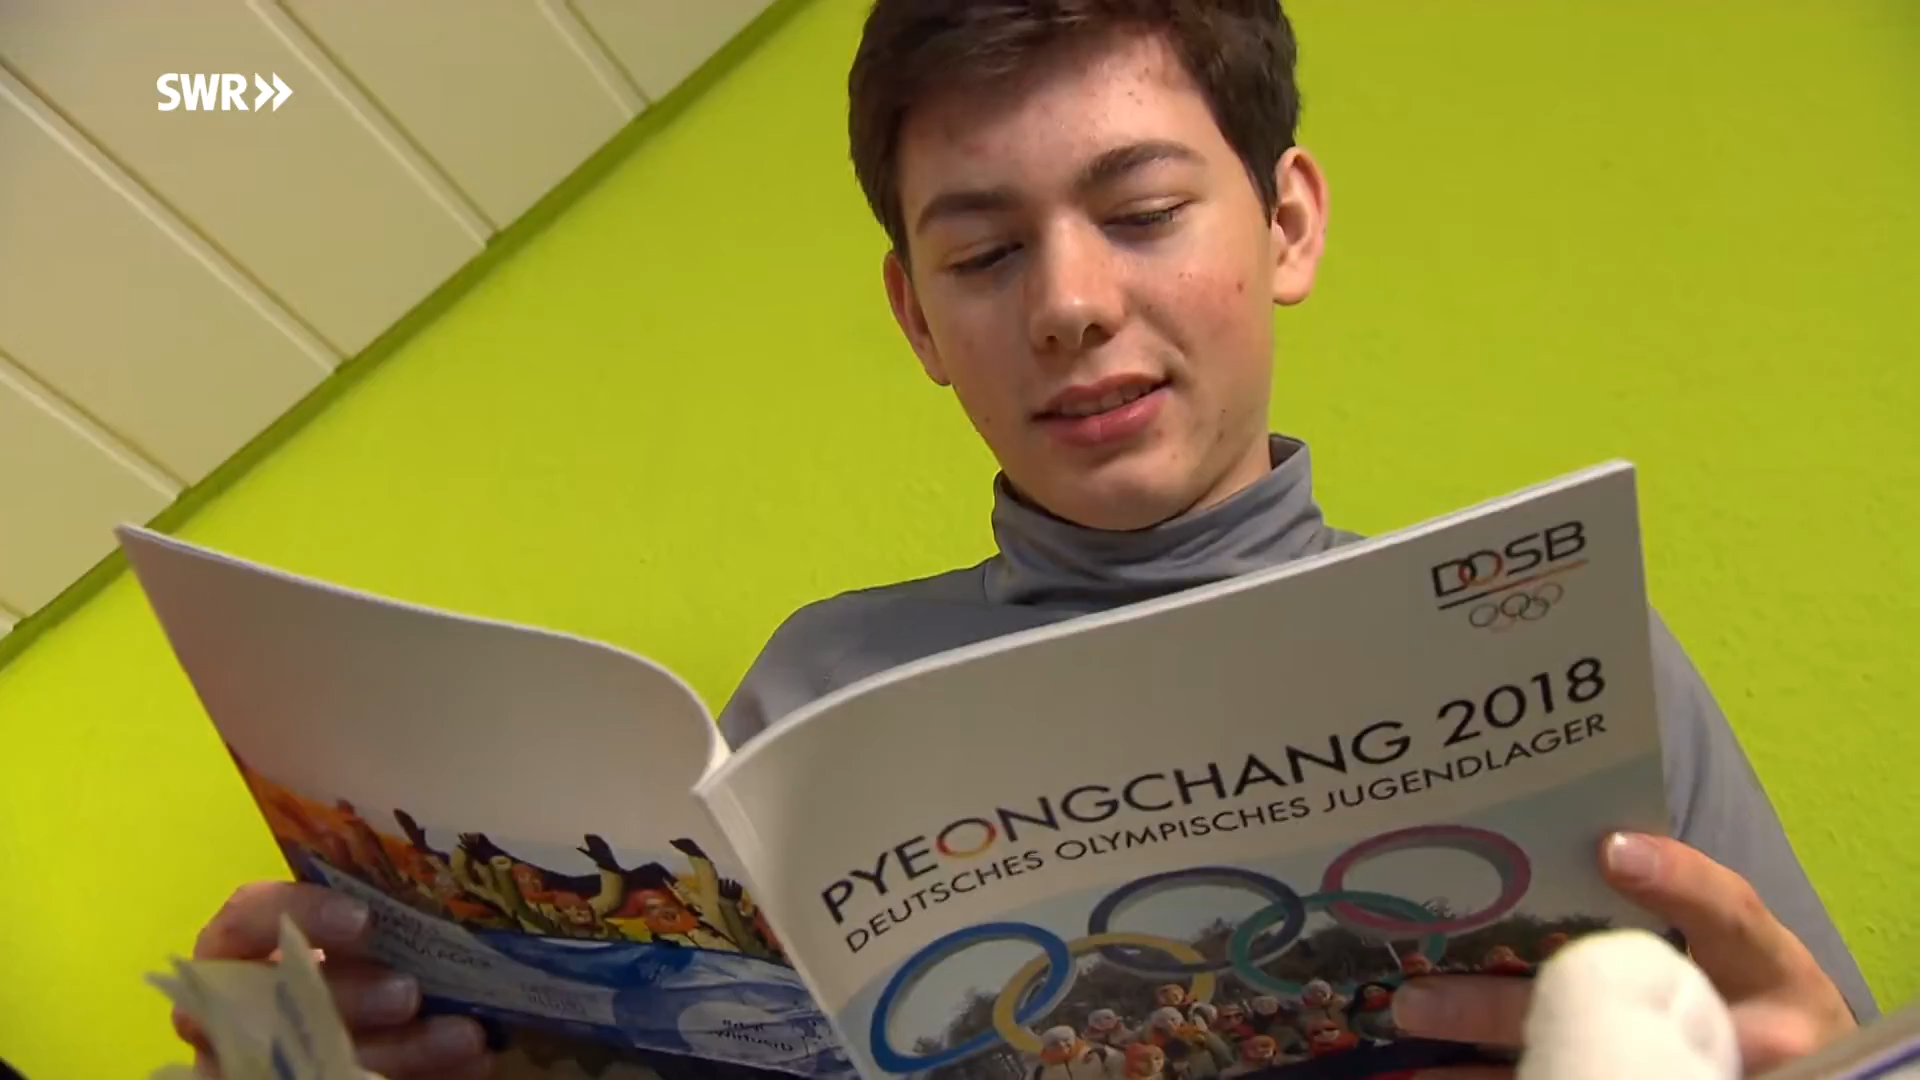 SWR
DOSB
PYEONGCHANG 2018
DEUTSCHES OLYMPISCHES JUGENDLAGER